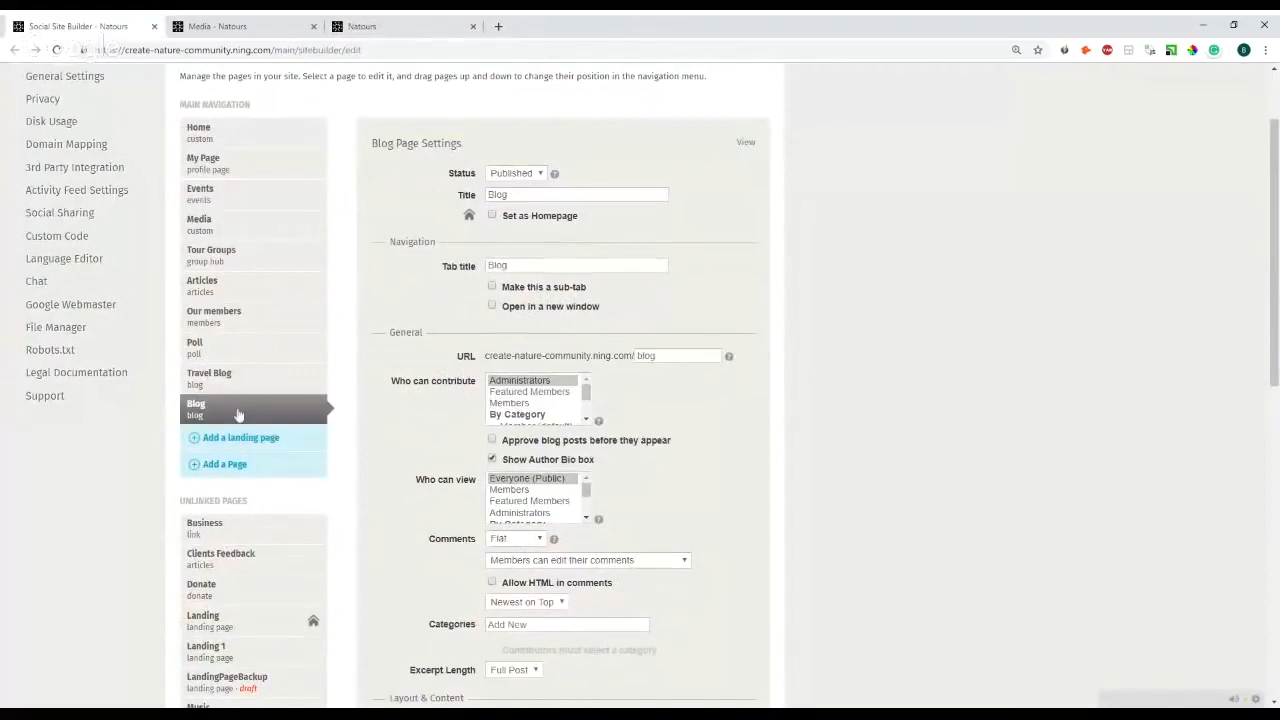 Social Site Builder - Natours
Media - Natours
Natours
create-nature-community.ning.com/main/sitebuilder/edit
General Settings
Privacy
Disk Usage
Domain Mapping
3rd Party Integration
Activity Feed Settings
Social Sharing
Custom Code
Language Editor
Chat
Google Webmaster
File Manager
Robots.txt
Legal Documentation
Support
Manage the pages in your site. Select a page to edit it, and drag pages up and down to change their position in the navigation menu.
MAIN NAVIGATION
Home
custom
My Page
profile page
Events
events
Media
custom
Tour Groups
group hub
Articles
articles
Our members
members
Poll
poll
Travel Blog
blog
Blog
blog
Add a landing page
Add a Page
UNLINKED PAGES
Business
link
Clients Feedback
articles
Donate
donate
Landing
landing page
Landing 1
landing page
LandingPageBackup
landing page - draft
Music
Blog Page Settings
View
Status Published
Title Blog
Set as Homepage
Navigation
Tab title Blog
Make this a sub-tab
Open in a new window
General
URL create-nature-community.ning.com/ blog
Who can contribute Administrators
Featured Members
Members
By Category
Approve blog posts before they appear
Show Author Bio box
Who can view Everyone (Public)
Members
Featured Members
Administrators
By Category
Comments Flat
Members can edit their comments
Allow HTML in comments
Newest on Top
Categories Add New
Contributors must select a category
Excerpt Length Full Post
Layout & Content